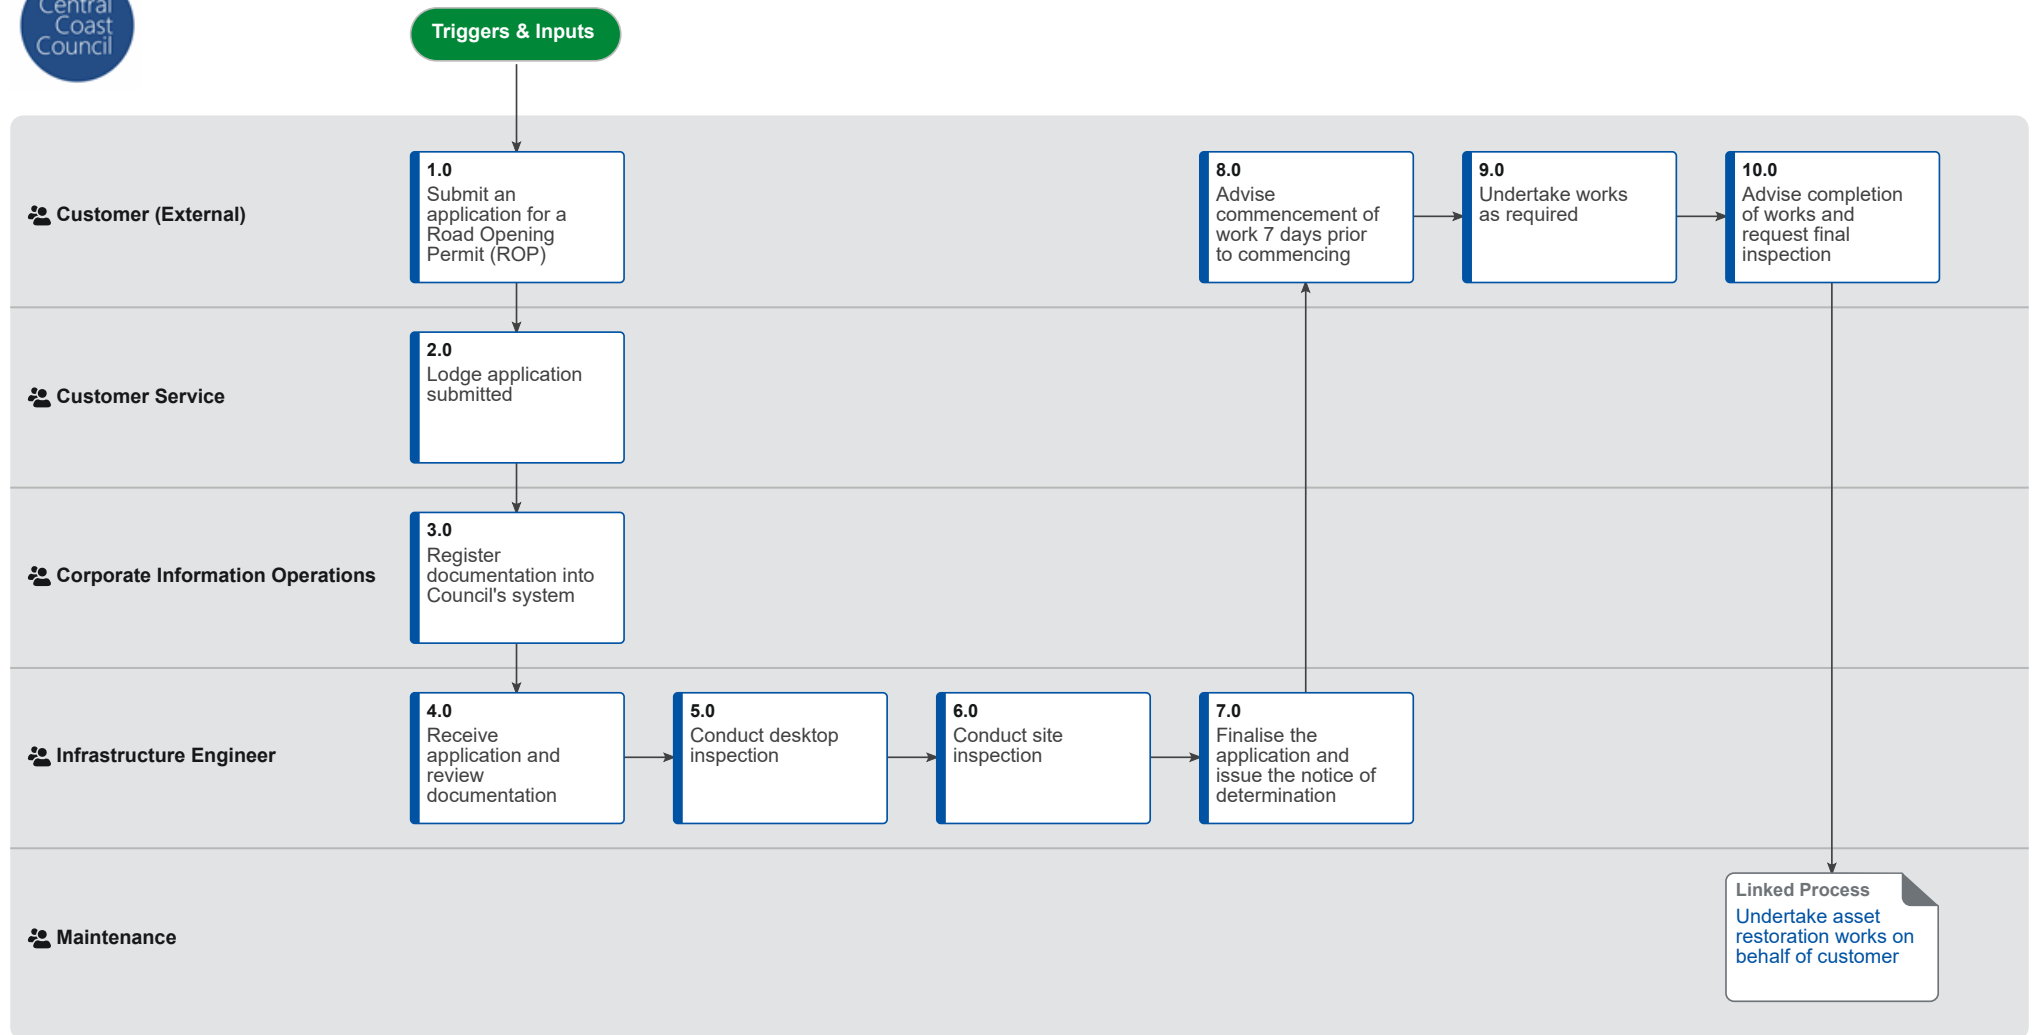 Central
Coast
Council
Triggers & Inputs
Customer (External)
1.0
Submit an
application for a
Road Opening
Permit (ROP)
8.0
Advise
commencement of
work 7 days prior
to commencing
9.0
Undertake works
as required
10.0
Advise completion
of works and
request final
inspection
Customer Service
2.0
Lodge application
submitted
Corporate Information Operations
3.0
Register
documentation into
Council's system
Infrastructure Engineer
4.0
Receive
application and
review
documentation
5.0
Conduct desktop
inspection
6.0
Conduct site
inspection
7.0
Finalise the
application and
issue the notice of
determination
Maintenance
Linked Process
Undertake asset
restoration works on
behalf of customer